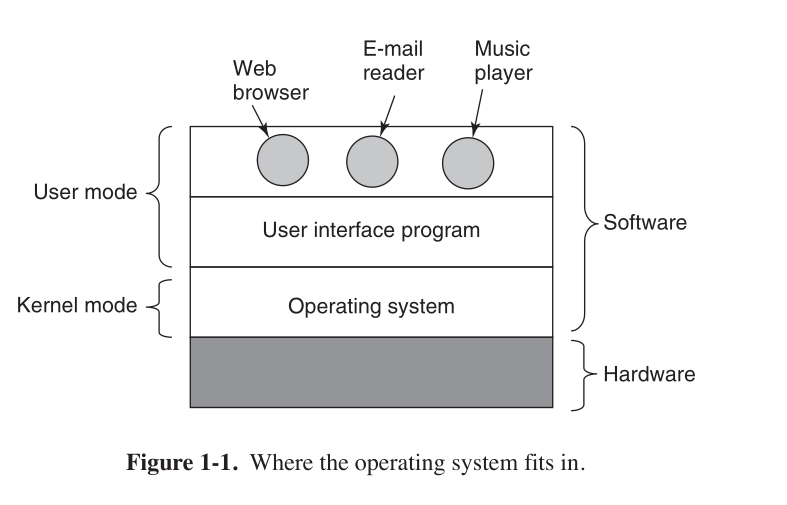 Web
browser
E-mail
reader
Music
player
User mode
User interface program
Software
Kernel mode
Operating system
Hardware
Figure 1-1. Where the operating system fits in.